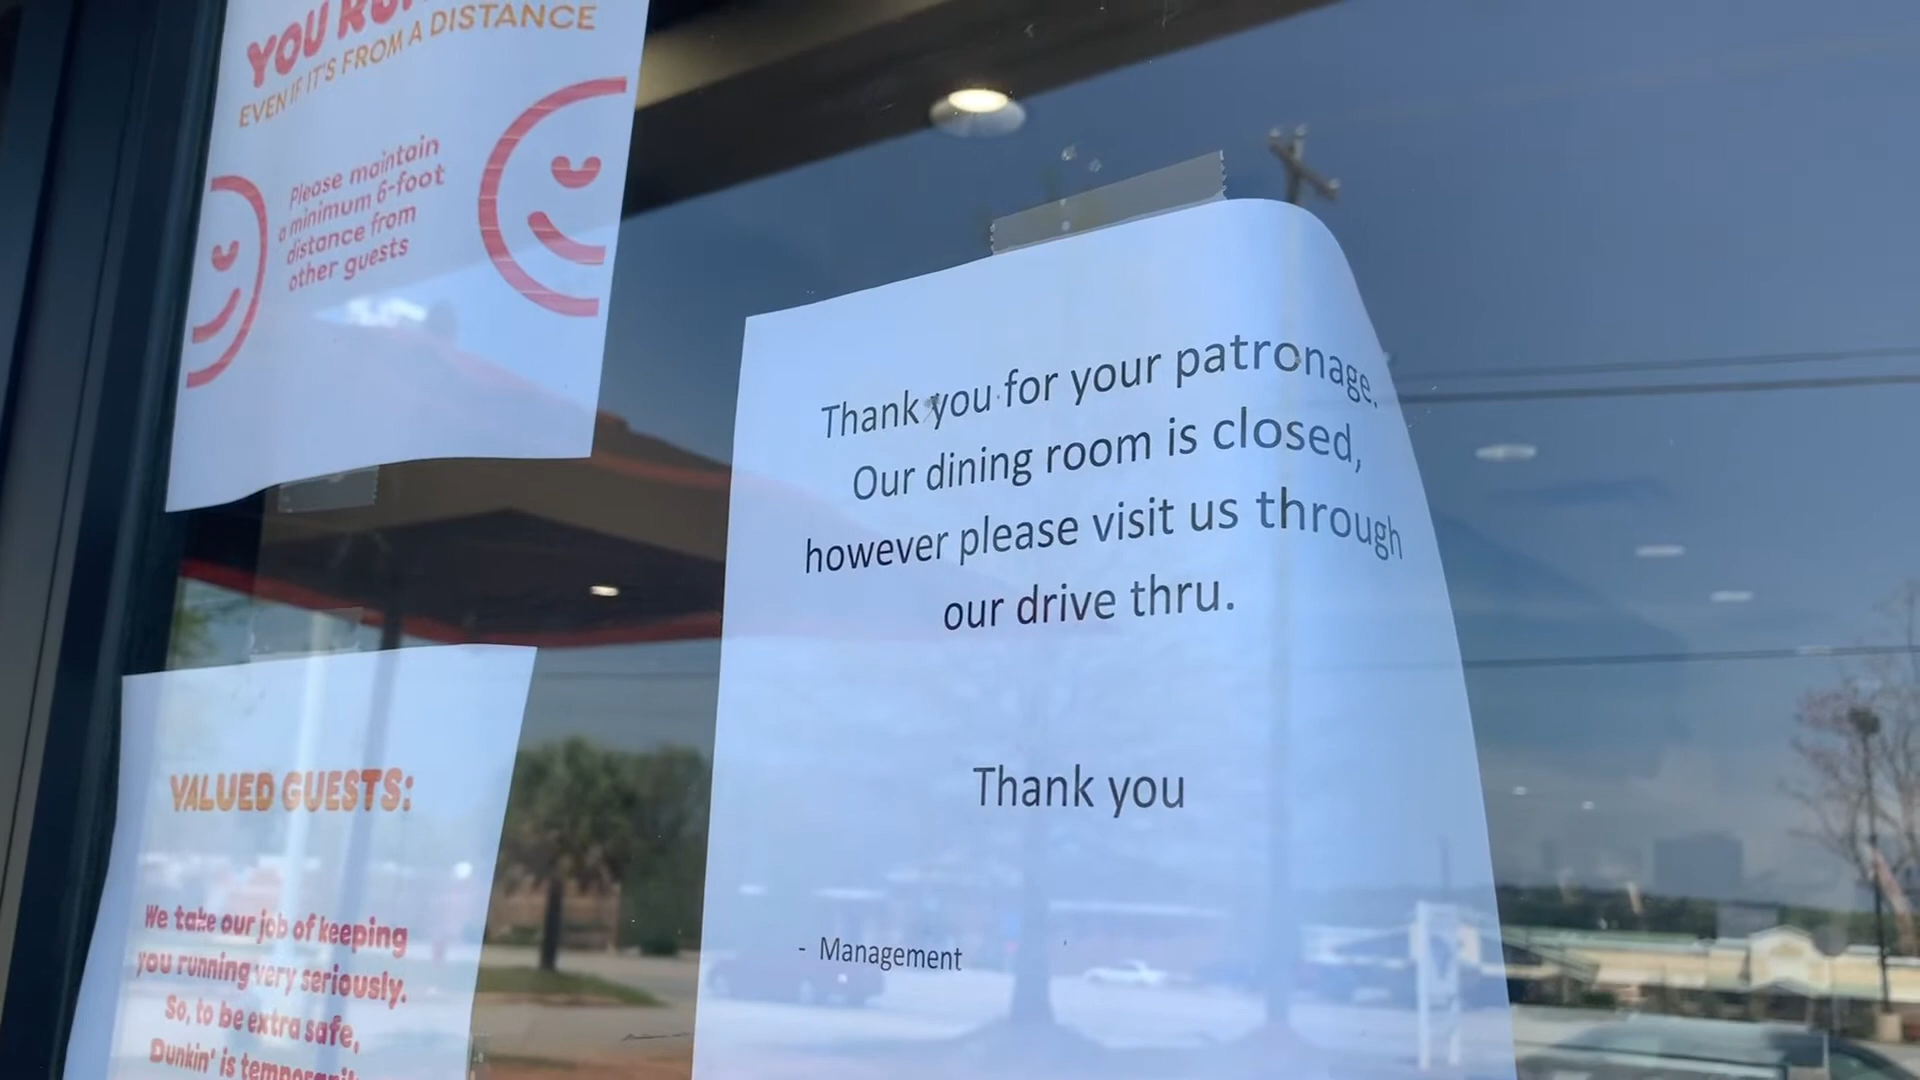 YOU
EVEN IF IT'S FROM A DISTANCE
Please maintain
a minimum 6-foot
distance from
other guests
Thank you for your patronage.
Our dining room is closed,
however please visit us through
our drive thru.
Thank you
- Management
VALUED GUESTS:
We take our job of keeping
you running very seriously.
So, to be extra safe,
Dunkin' is